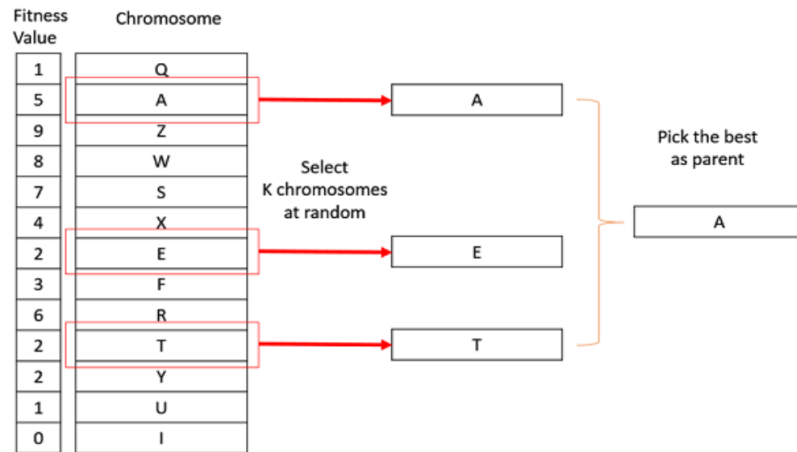 Fitness
Value
Chromosome
1 Q
5 A
9 Z
8 W
7 S
4 X
2 E
3 F
6 R
2 T
2 Y
1 U
0 I
Select
K chromosomes
at random
A
E
T
Pick the best
as parent
A